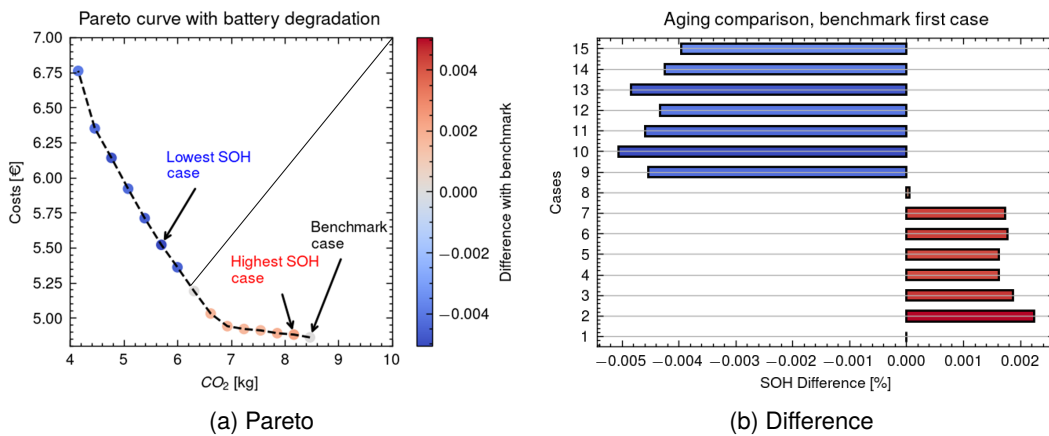 Pareto curve with battery degradation
7.00
6.75
6.50
6.25
6.00
5.75
5.50
5.25
5.00
Costs [€]
4
5
6
7
8
9
10
CO₂ [kg]
Lowest SOH
case
Highest SOH
case
Benchmark
case
0.004
0.002
0.000
−0.002
−0.004
Difference with benchmark
(a) Pareto
Aging comparison, benchmark first case
15
14
13
12
11
10
9
8
7
6
5
4
3
2
1
Cases
−0.005
−0.004
−0.003
−0.002
−0.001
0.000
0.001
0.002
SOH Difference [%]
(b) Difference